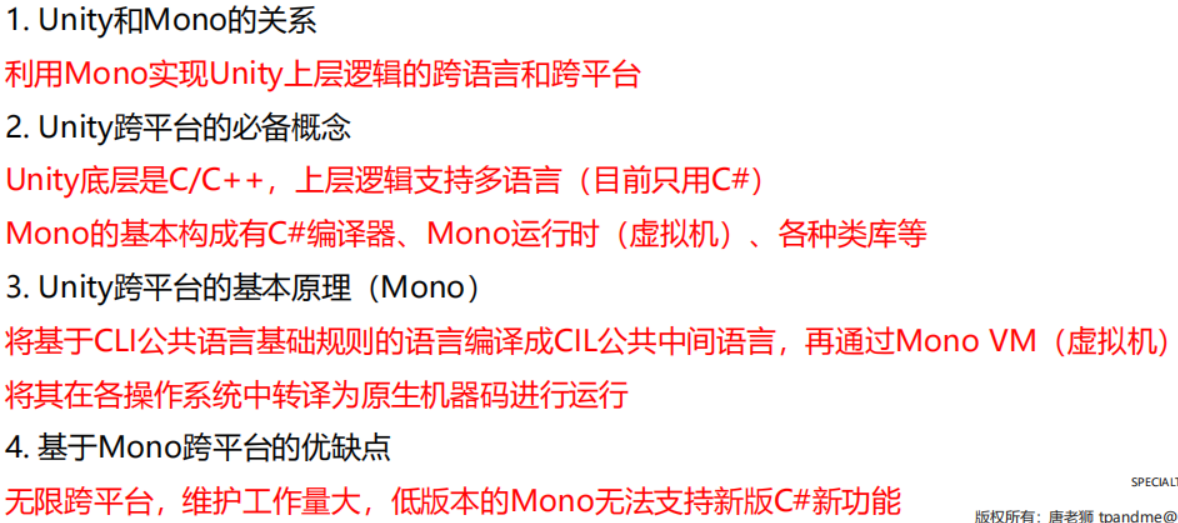 1. Unity和Mono的关系
利用Mono实现Unity上层逻辑的跨语言和跨平台
2. Unity跨平台的必备概念
Unity底层是C/C++，上层逻辑支持多语言（目前只用C#）
Mono的基本构成有C#编译器、Mono运行时（虚拟机）、各种类库等
3. Unity跨平台的基本原理（Mono）
将基于CLI公共语言基础规则的语言编译成CIL公共中间语言，再通过Mono VM（虚拟机）
将其在各操作系统中转译为原生机器码进行运行
4. 基于Mono跨平台的优缺点
无限跨平台，维护工作量大，低版本的Mono无法支持新版C#新功能
SPECIALT
版权所有：唐老狮 tpandme@